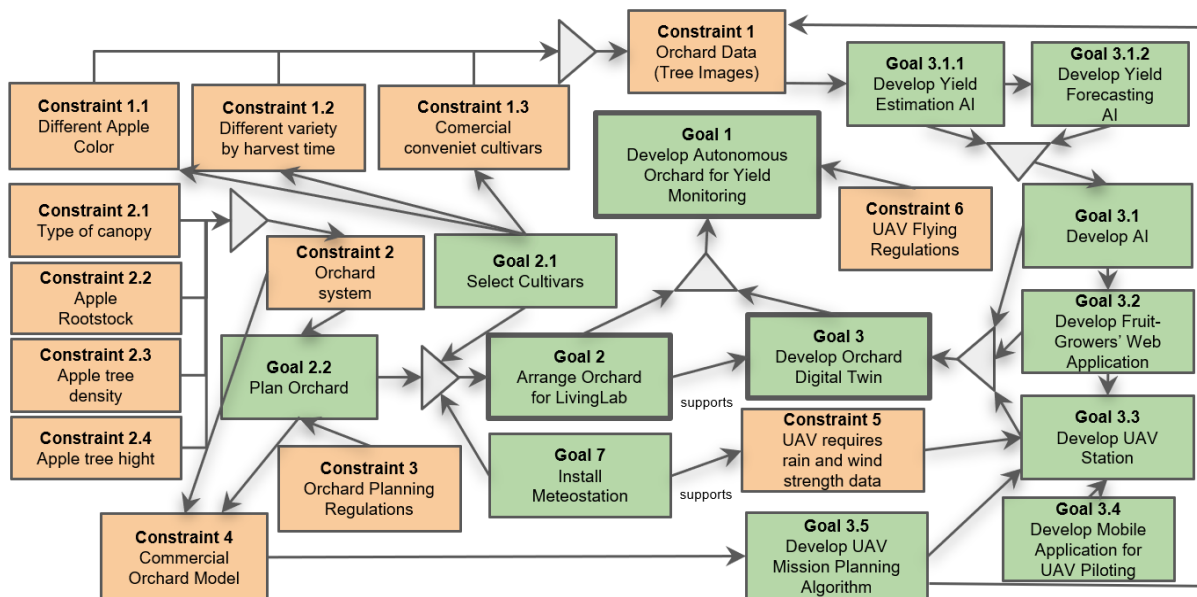 Constraint 1
Orchard Data
(Tree Images)
Goal 3.1.1
Develop Yield
Estimation AI
Goal 3.1.2
Develop Yield
Forecasting
AI
Constraint 1.1
Different Apple
Color
Constraint 1.2
Different variety
by harvest time
Constraint 1.3
Comercial
conveniet cultivars
Goal 1
Develop Autonomous
Orchard for Yield
Monitoring
Constraint 2.1
Type of canopy
Constraint 6
UAV Flying
Regulations
Goal 3.1
Develop AI
Constraint 2
Orchard
system
Goal 2.1
Select Cultivars
Constraint 2.2
Apple
Rootstock
Goal 3.2
Develop Fruit-
Growers' Web
Application
Constraint 2.3
Apple tree
density
Goal 2.2
Plan Orchard
Goal 2
Arrange Orchard
for LivingLab
supports
Goal 3
Develop Orchard
Digital Twin
Constraint 2.4
Apple tree hight
Constraint 3
Orchard Planning
Regulations
Goal 7
Install
Meteostation
supports
Constraint 5
UAV requires
rain and wind
strength data
Goal 3.3
Develop UAV
Station
Constraint 4
Commercial
Orchard Model
Goal 3.5
Develop UAV
Mission Planning
Algorithm
Goal 3.4
Develop Mobile
Application for
UAV Piloting